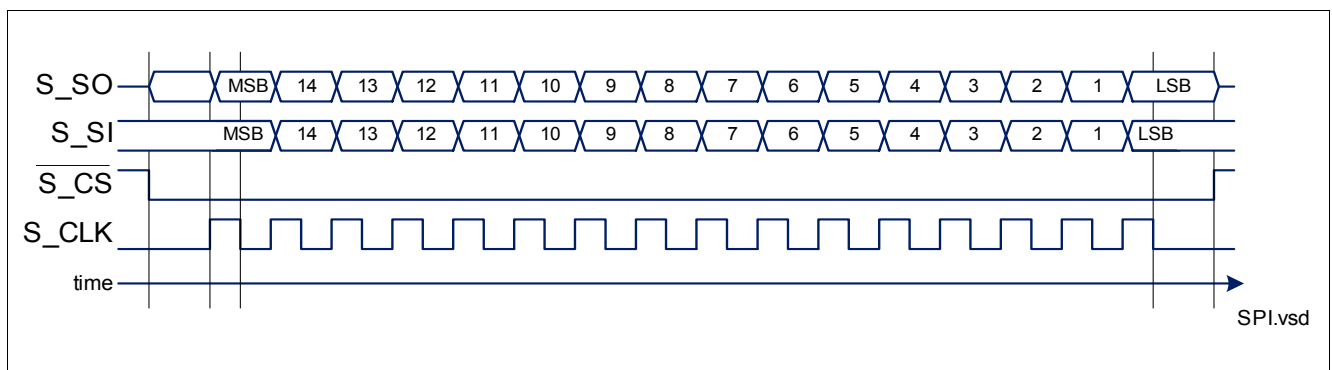 S_SO MSB 14 13 12 11 10 9 8 7 6 5 4 3 2 1 LSB
S_SI MSB 14 13 12 11 10 9 8 7 6 5 4 3 2 1 LSB
S_CS
S_CLK
time
SPI.vsd